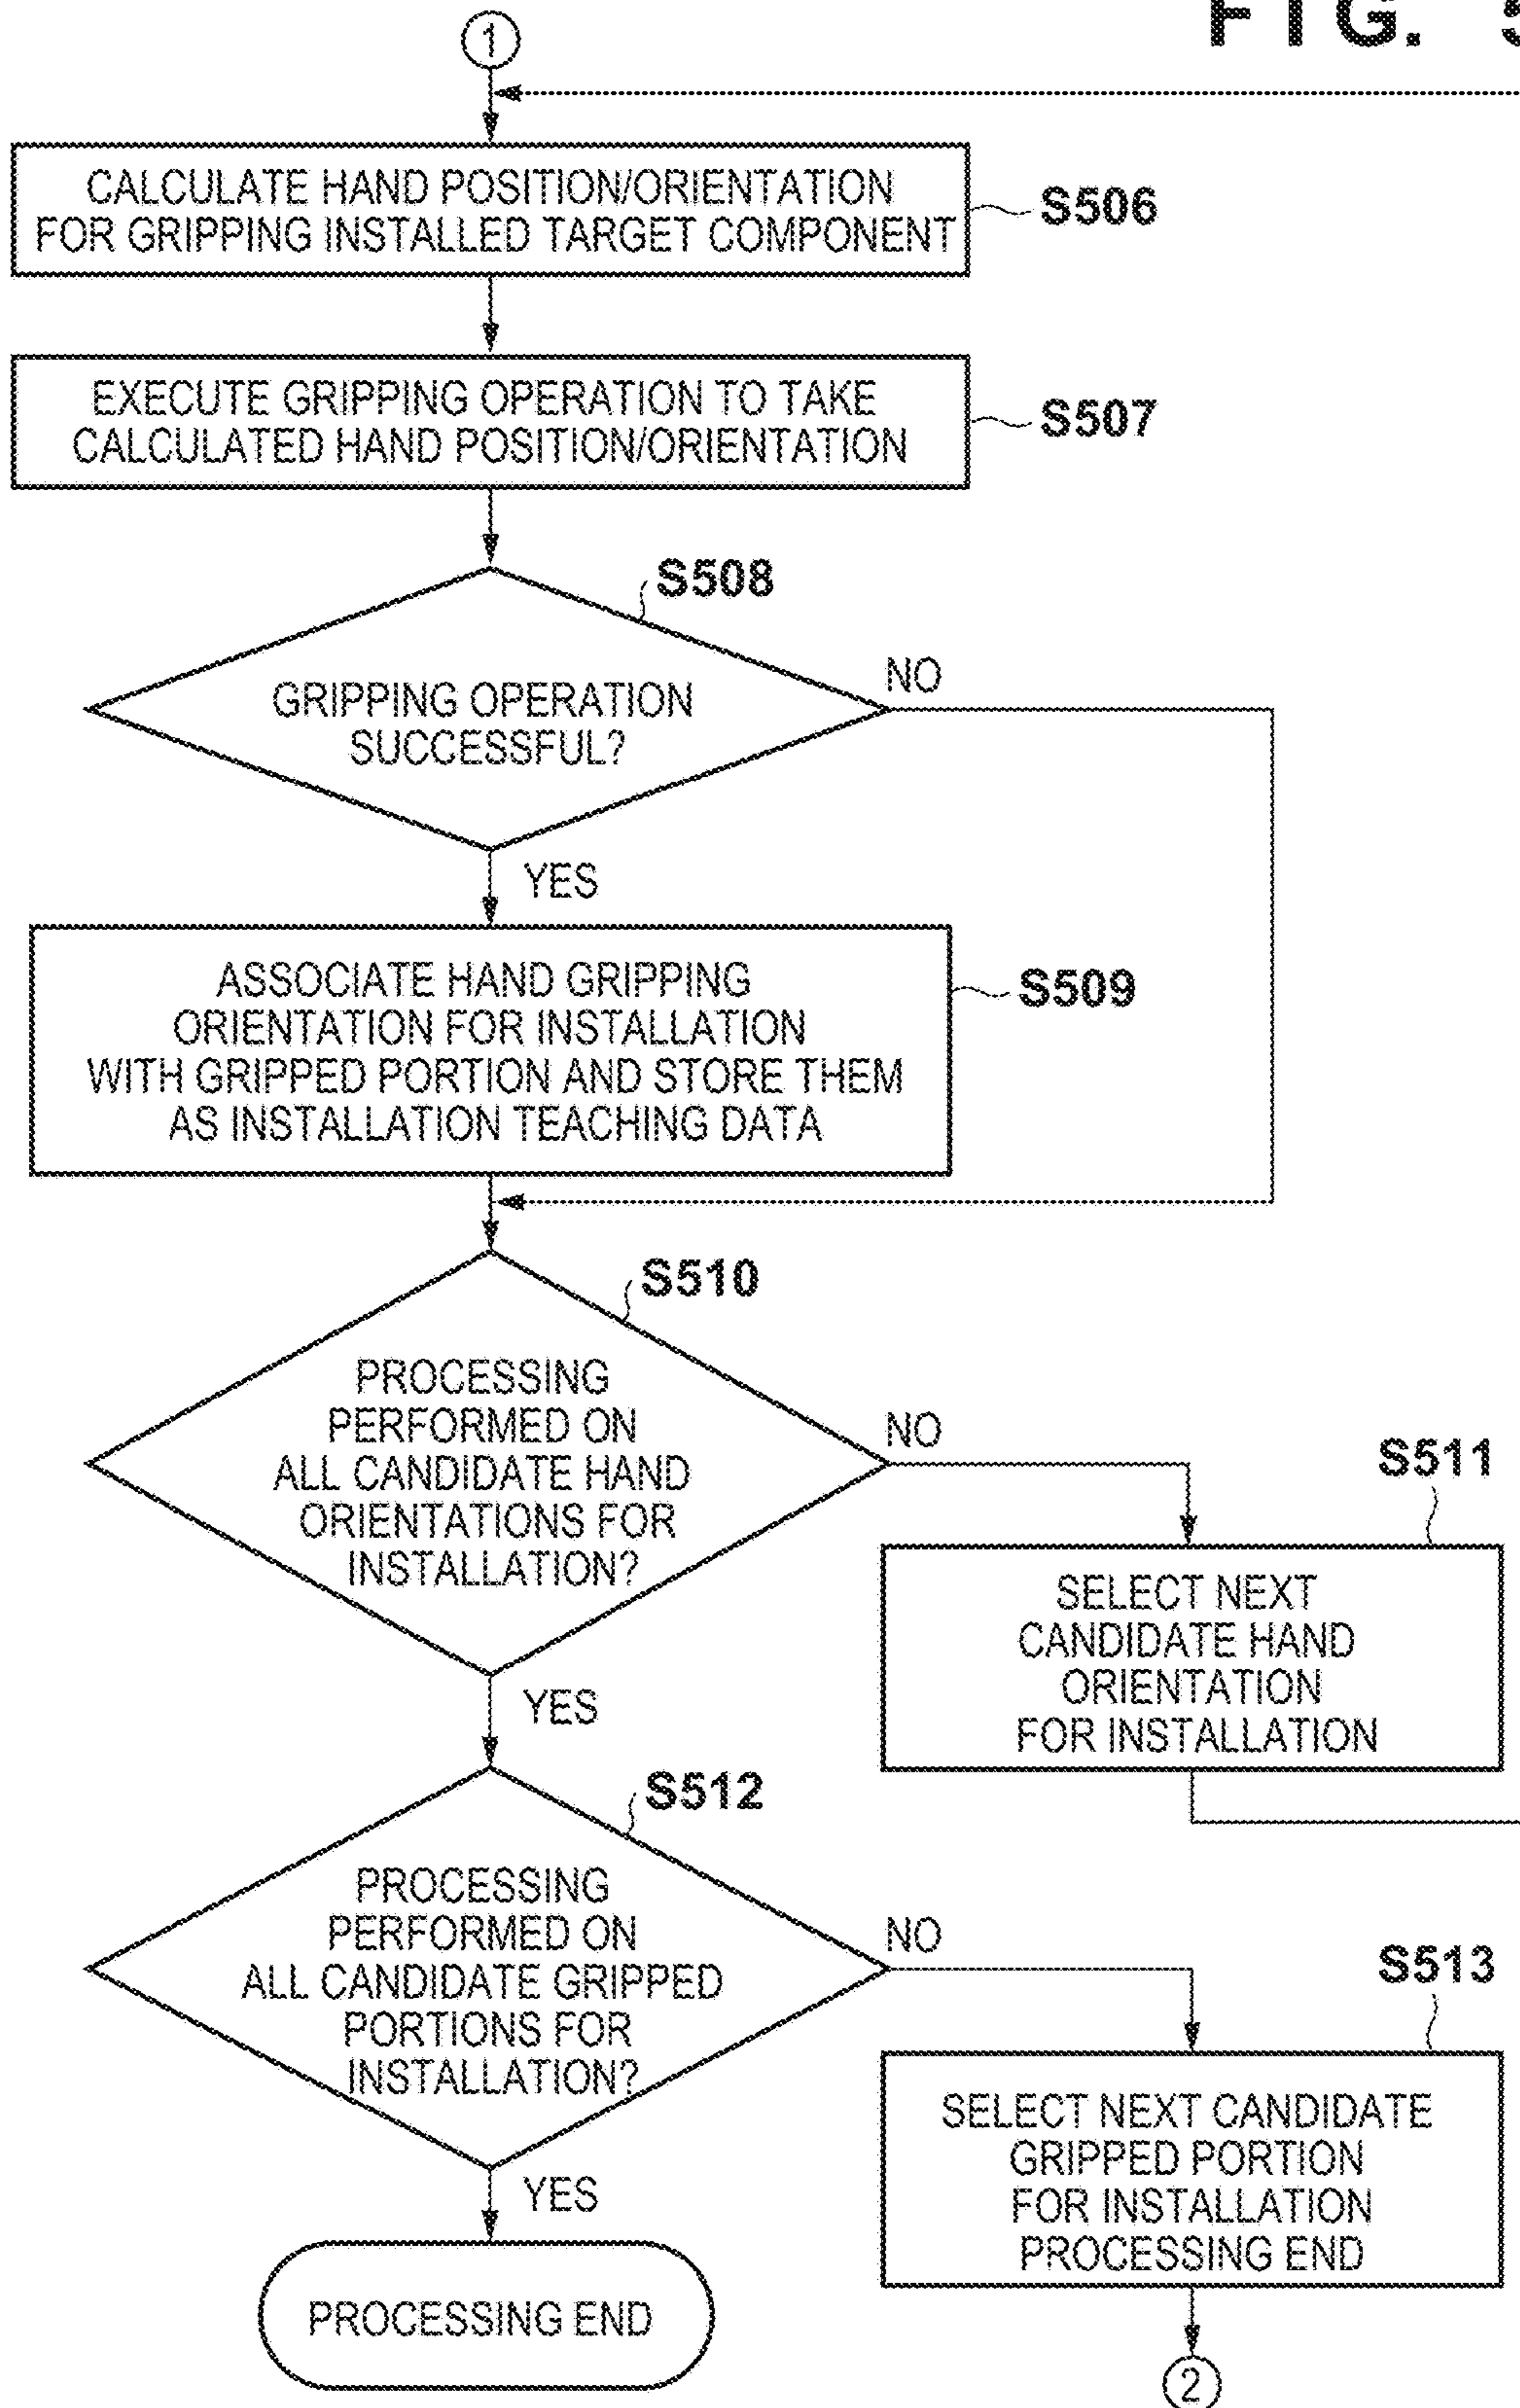 FIG. 5
1
CALCULATE HAND POSITION/ORIENTATION
FOR GRIPPING INSTALLED TARGET COMPONENT
S506
EXECUTE GRIPPING OPERATION TO TAKE
CALCULATED HAND POSITION/ORIENTATION
S507
S508
GRIPPING OPERATION
SUCCESSFUL?
NO
YES
ASSOCIATE HAND GRIPPING
ORIENTATION FOR INSTALLATION
WITH GRIPPED PORTION AND STORE THEM
AS INSTALLATION TEACHING DATA
S509
S510
PROCESSING
PERFORMED ON
ALL CANDIDATE HAND
ORIENTATIONS FOR
INSTALLATION?
NO
YES
S511
SELECT NEXT
CANDIDATE HAND
ORIENTATION
FOR INSTALLATION
S512
PROCESSING
PERFORMED ON
ALL CANDIDATE GRIPPED
PORTIONS FOR
INSTALLATION?
NO
YES
S513
SELECT NEXT CANDIDATE
GRIPPED PORTION
FOR INSTALLATION
PROCESSING END
PROCESSING END
2